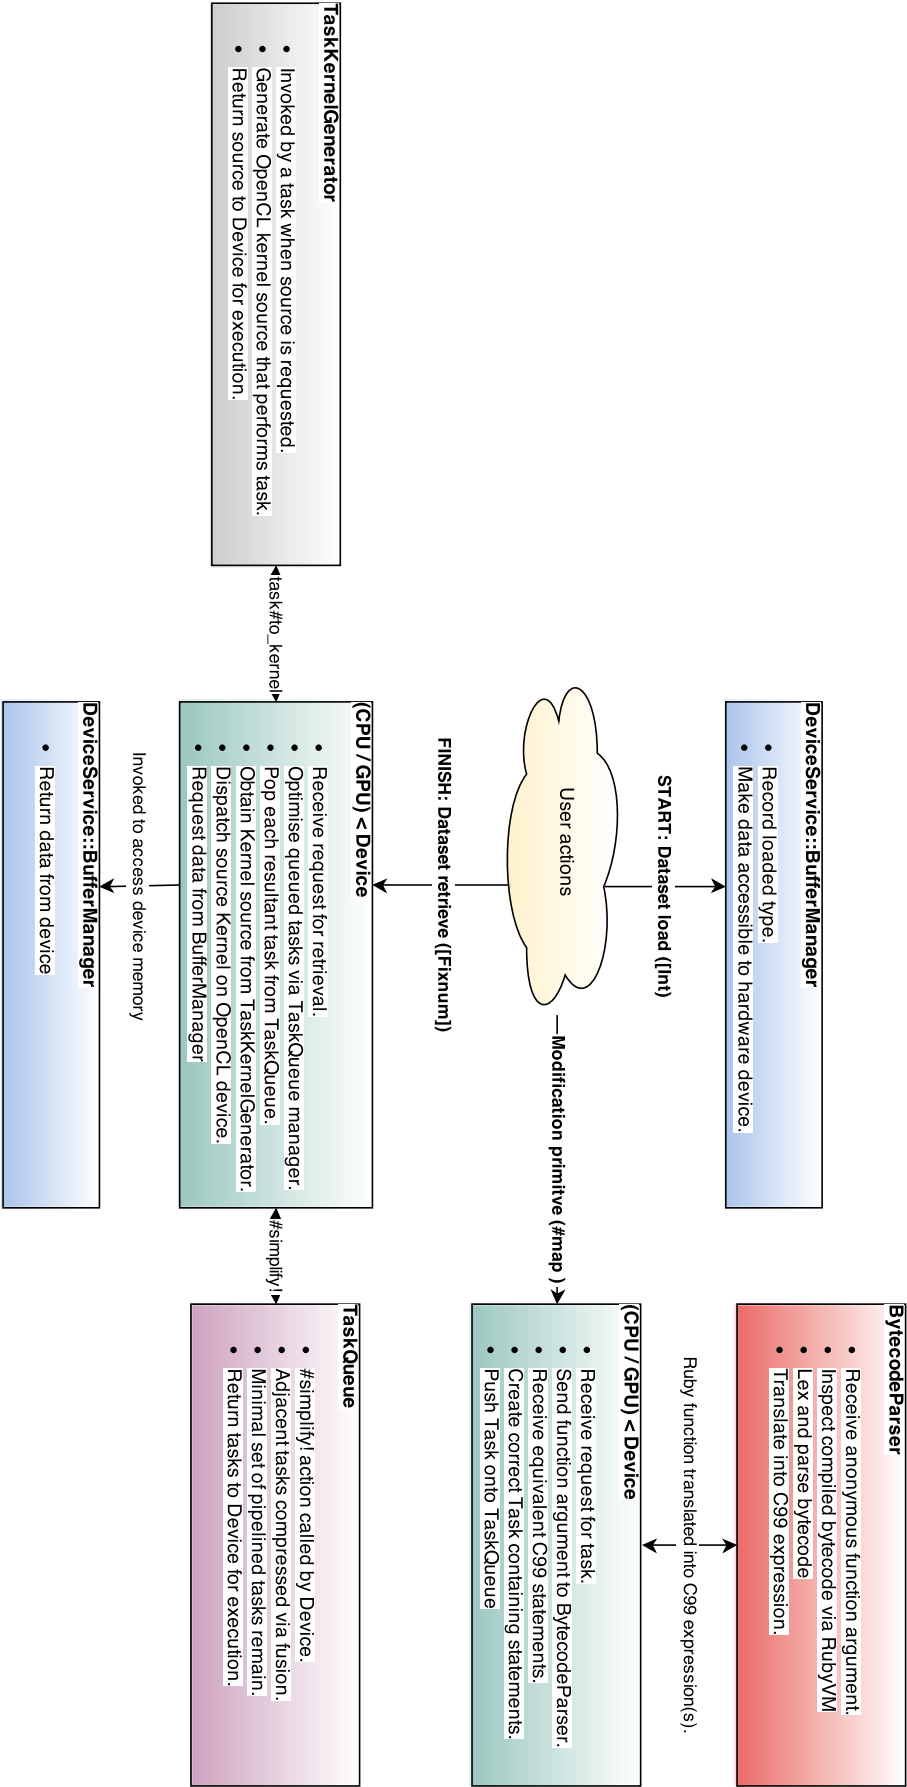 DeviceService::BufferManager
• Record loaded type.
• Make data accessible to hardware device.
BytecodeParser
• Receive anonymous function argument.
• Inspect compiled bytecode via RubyVM
• Lex and parse bytecode
• Translate into C99 expression.
START: Dataset load ([Int)
Ruby function translated into C99 expression(s).
User actions
—Modification primitve (#map )
(CPU / GPU) < Device
• Receive request for task.
• Send function argument to BytecodeParser.
• Receive equivalent C99 statements.
• Create correct Task containing statements.
• Push Task onto TaskQueue
FINISH: Dataset retrieve ([Fixnum])
TaskKernelGenerator
• Invoked by a task when source is requested.
• Generate OpenCL kernel source that performs task.
• Return source to Device for execution.
task#to_kernel
(CPU / GPU) < Device
• Receive request for retrieval.
• Optimise queued tasks via TaskQueue manager.
• Pop each resultant task from TaskQueue.
• Obtain Kernel source from TaskKernelGenerator.
• Dispatch source Kernel on OpenCL device.
• Request data from BufferManager
#simplify!
TaskQueue
• #simplify! action called by Device.
• Adjacent tasks compressed via fusion.
• Minimal set of pipelined tasks remain.
• Return tasks to Device for execution.
Invoked to access device memory
DeviceService::BufferManager
• Return data from device